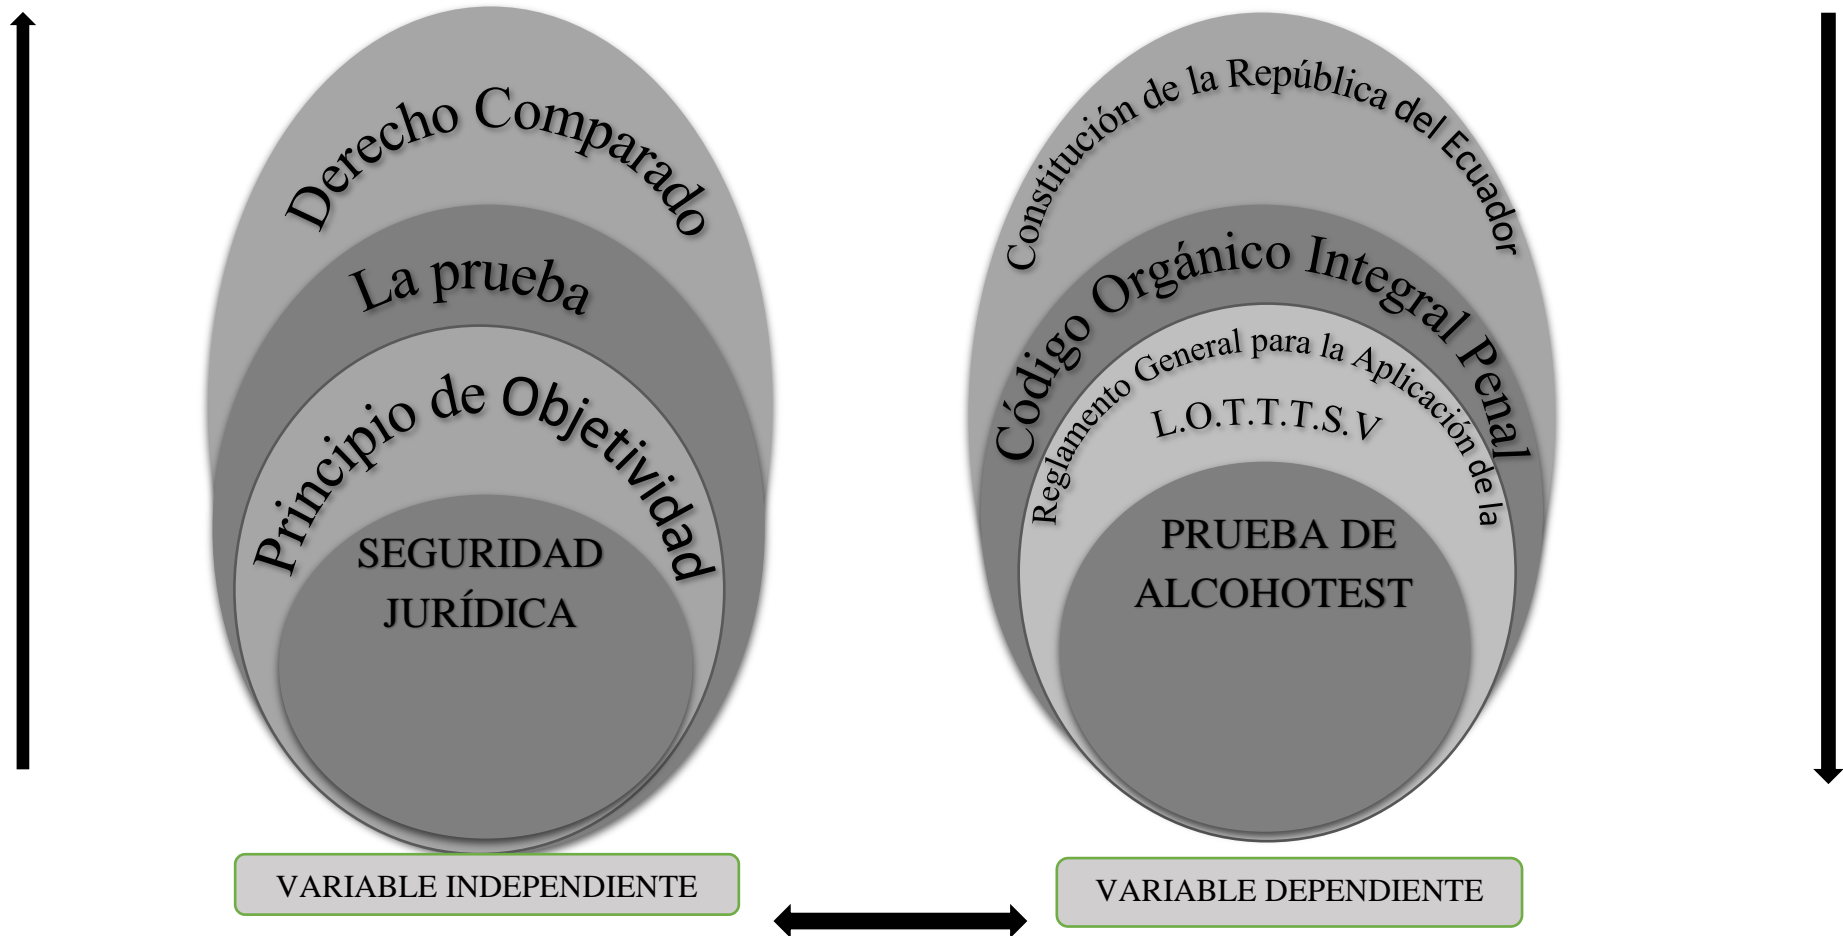 Derecho Comparado
La prueba
Principio de Objetividad
SEGURIDAD
JURÍDICA
VARIABLE INDEPENDIENTE
Constitución de la República del Ecuador
Código Orgánico Integral Penal
Reglamento General para la Aplicación de la
L.O.T.T.T.S.V
PRUEBA DE
ALCOHOTEST
VARIABLE DEPENDIENTE